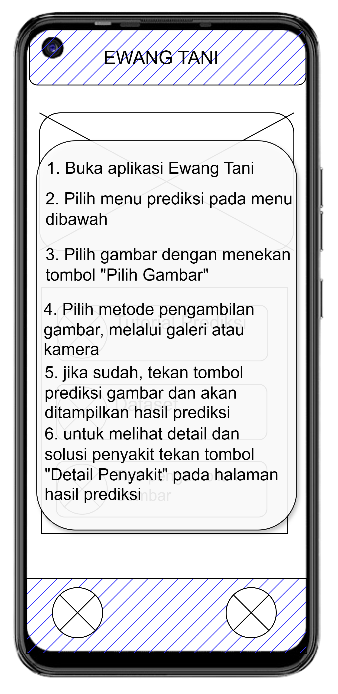 EWANG TANI
1. Buka aplikasi Ewang Tani
2. Pilih menu prediksi pada menu
dibawah
3. Pilih gambar dengan menekan
tombol "Pilih Gambar"
4. Pilih metode pengambilan
gambar, melalui galeri atau
kamera
5. jika sudah, tekan tombol
prediksi gambar dan akan
ditampilkan hasil prediksi
6. untuk melihat detail dan
solusi penyakit tekan tombol
"Detail Penyakit" pada halaman
hasil prediksi